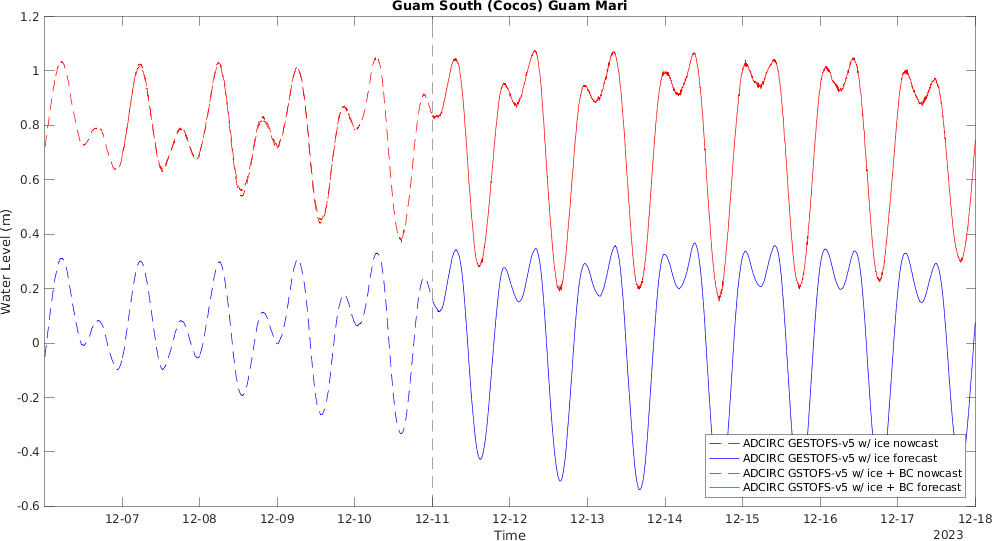 Guam South (Cocos) Guam Mari
1.2
1
0.8
0.6
0.4
0.2
0
-0.2
-0.4
-0.6
Water Level (m)
ADCIRC GESTOFS-v5 w/ ice nowcast
ADCIRC GESTOFS-v5 w/ ice forecast
ADCIRC GSTOFS-v5 w/ ice + BC nowcast
ADCIRC GSTOFS-v5 w/ ice + BC forecast
12-07 12-08 12-09 12-10 12-11 12-12 12-13 12-14 12-15 12-16 12-17 12-18
Time
2023